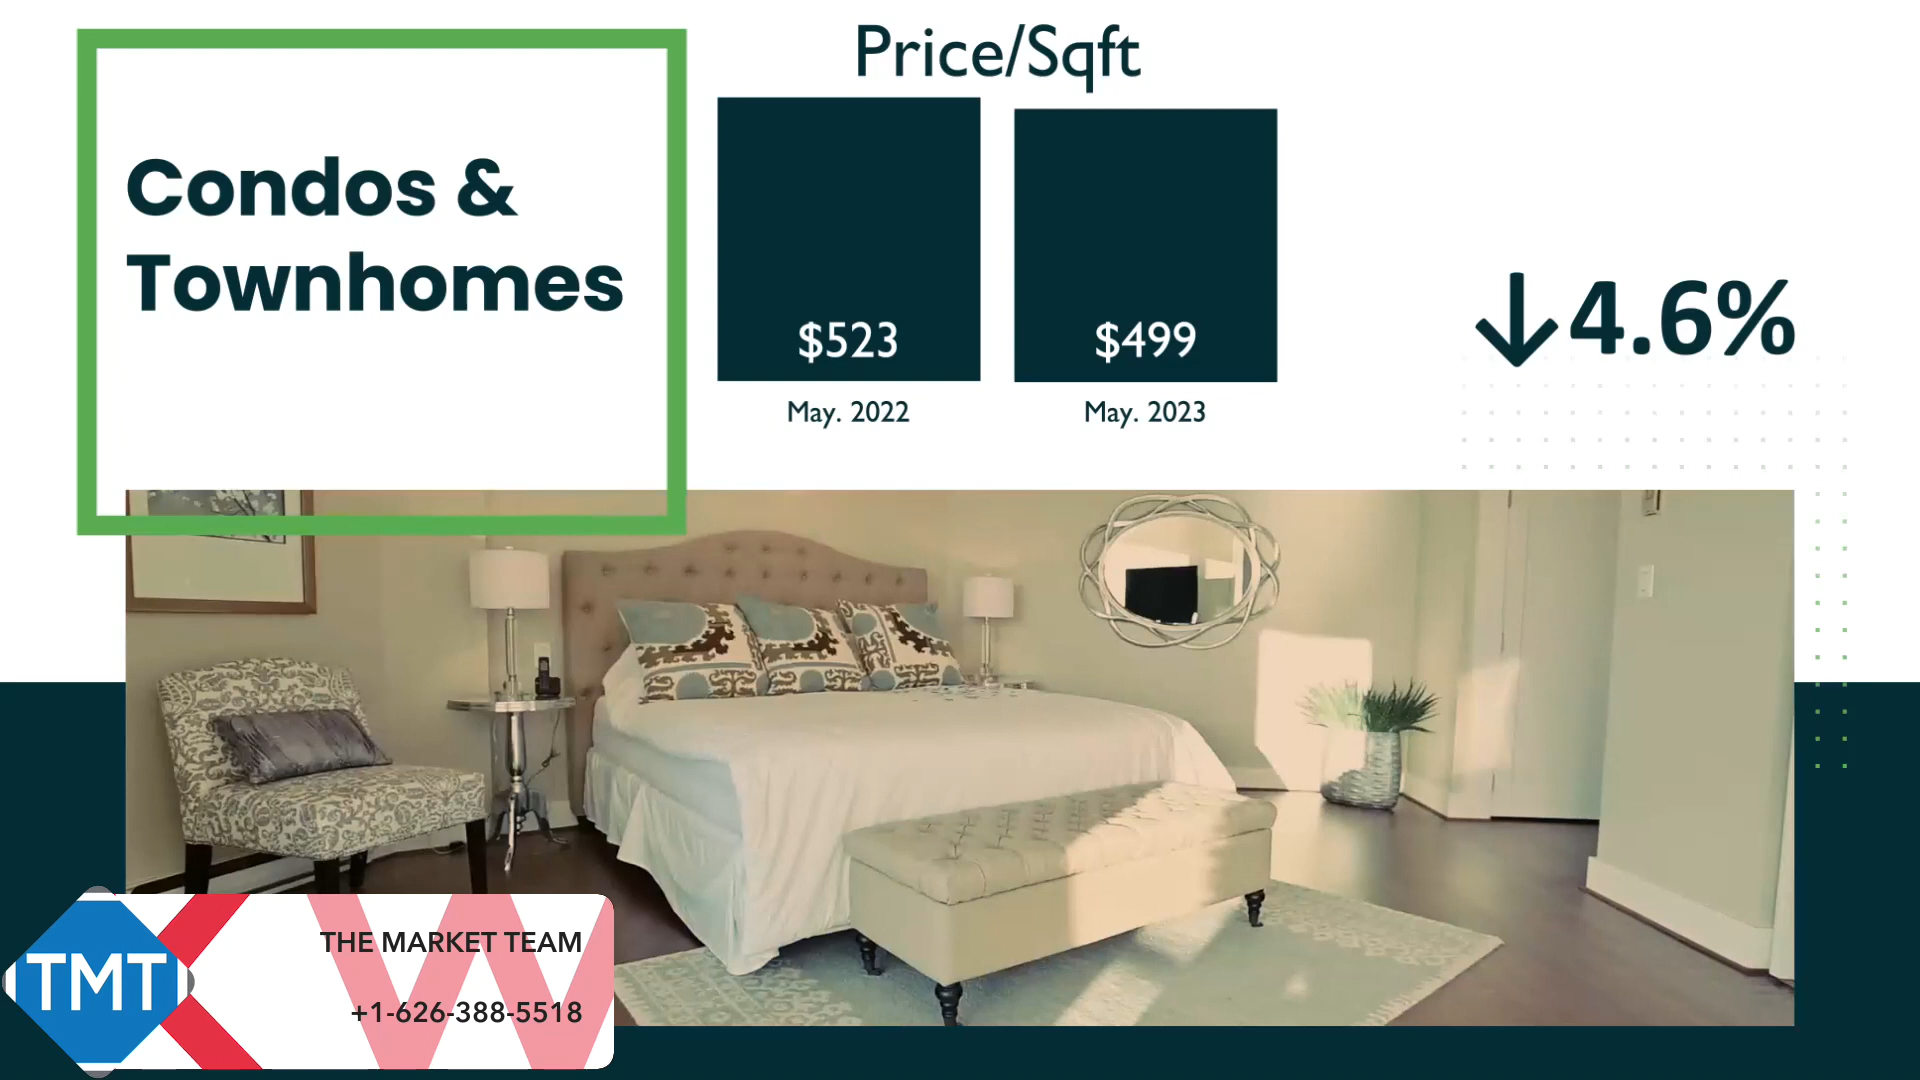 Condos &
Townhomes
Price/Sqft
$523
$499
May. 2022
May. 2023
↓4.6%
TMT
THE MARKET TEAM
+1-626-388-5518